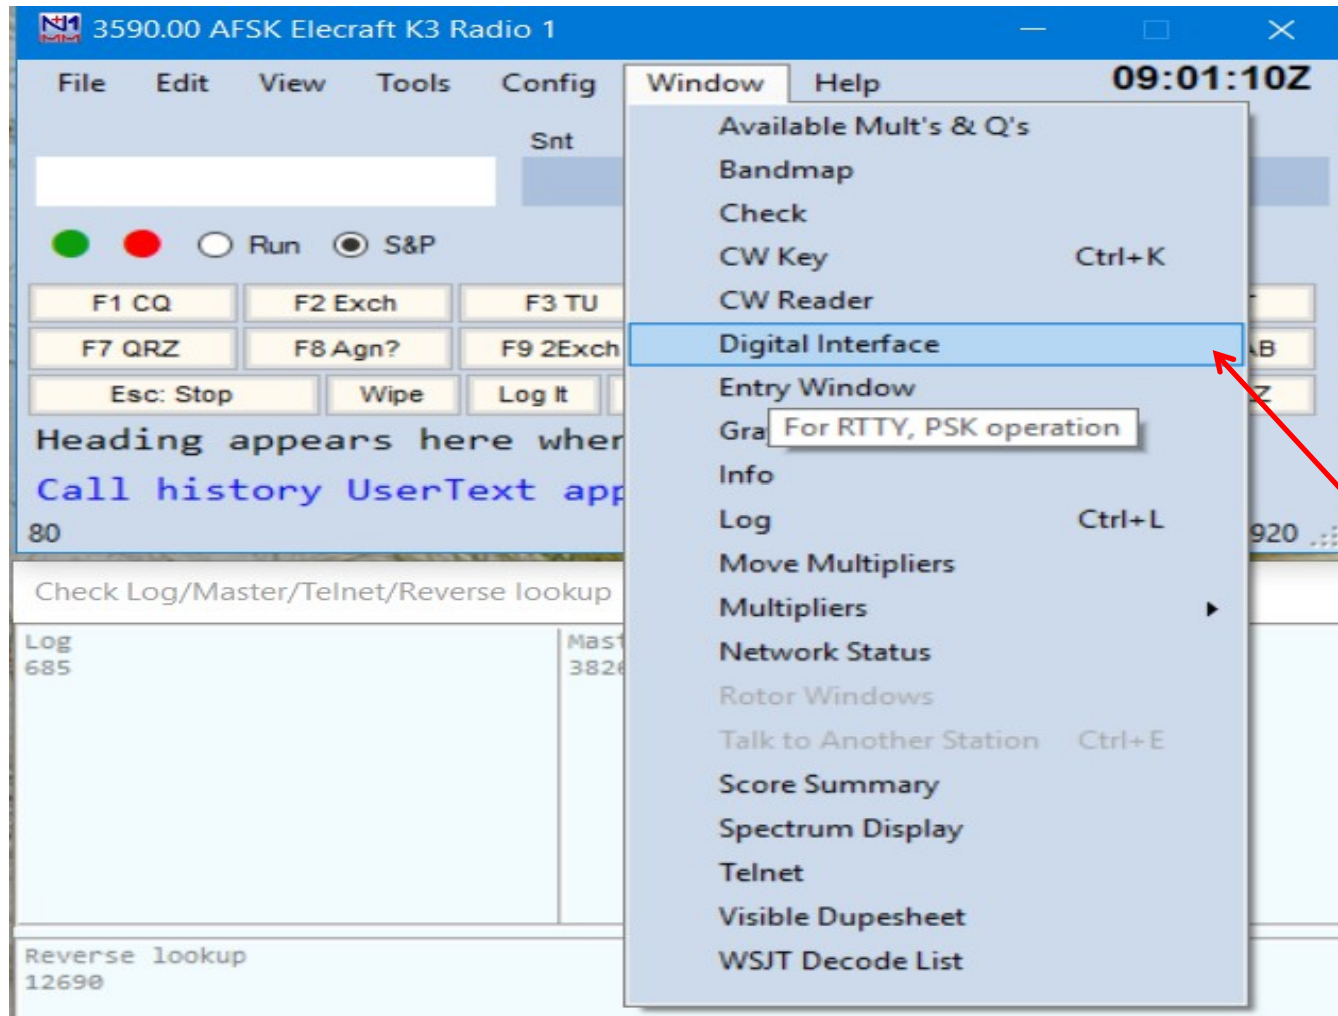 N1
MM
3590.00 AFSK Elecraft K3 Radio 1
File Edit View Tools Config Window Help 09:01:10Z
Snt
Run S&P
F1 CQ F2 Exch F3 TU
F7 QRZ F8 Agn? F9 2Exch
Esc: Stop Wipe Log It
Heading appears here wher
Call history UserText app
80 920
Available Mult's & Q's
Bandmap
Check
CW Key Ctrl+K
CW Reader
Digital Interface
Entry Window
Gra
For RTTY, PSK operation
Info
Log Ctrl+L
Move Multipliers
Multipliers
Network Status
Rotor Windows
Talk to Another Station Ctrl+E
Score Summary
Spectrum Display
Telnet
Visible Dupesheet
WSJT Decode List
Check Log/Master/Telnet/Reverse lookup
Log
685
Mast
3826
Reverse lookup
12690